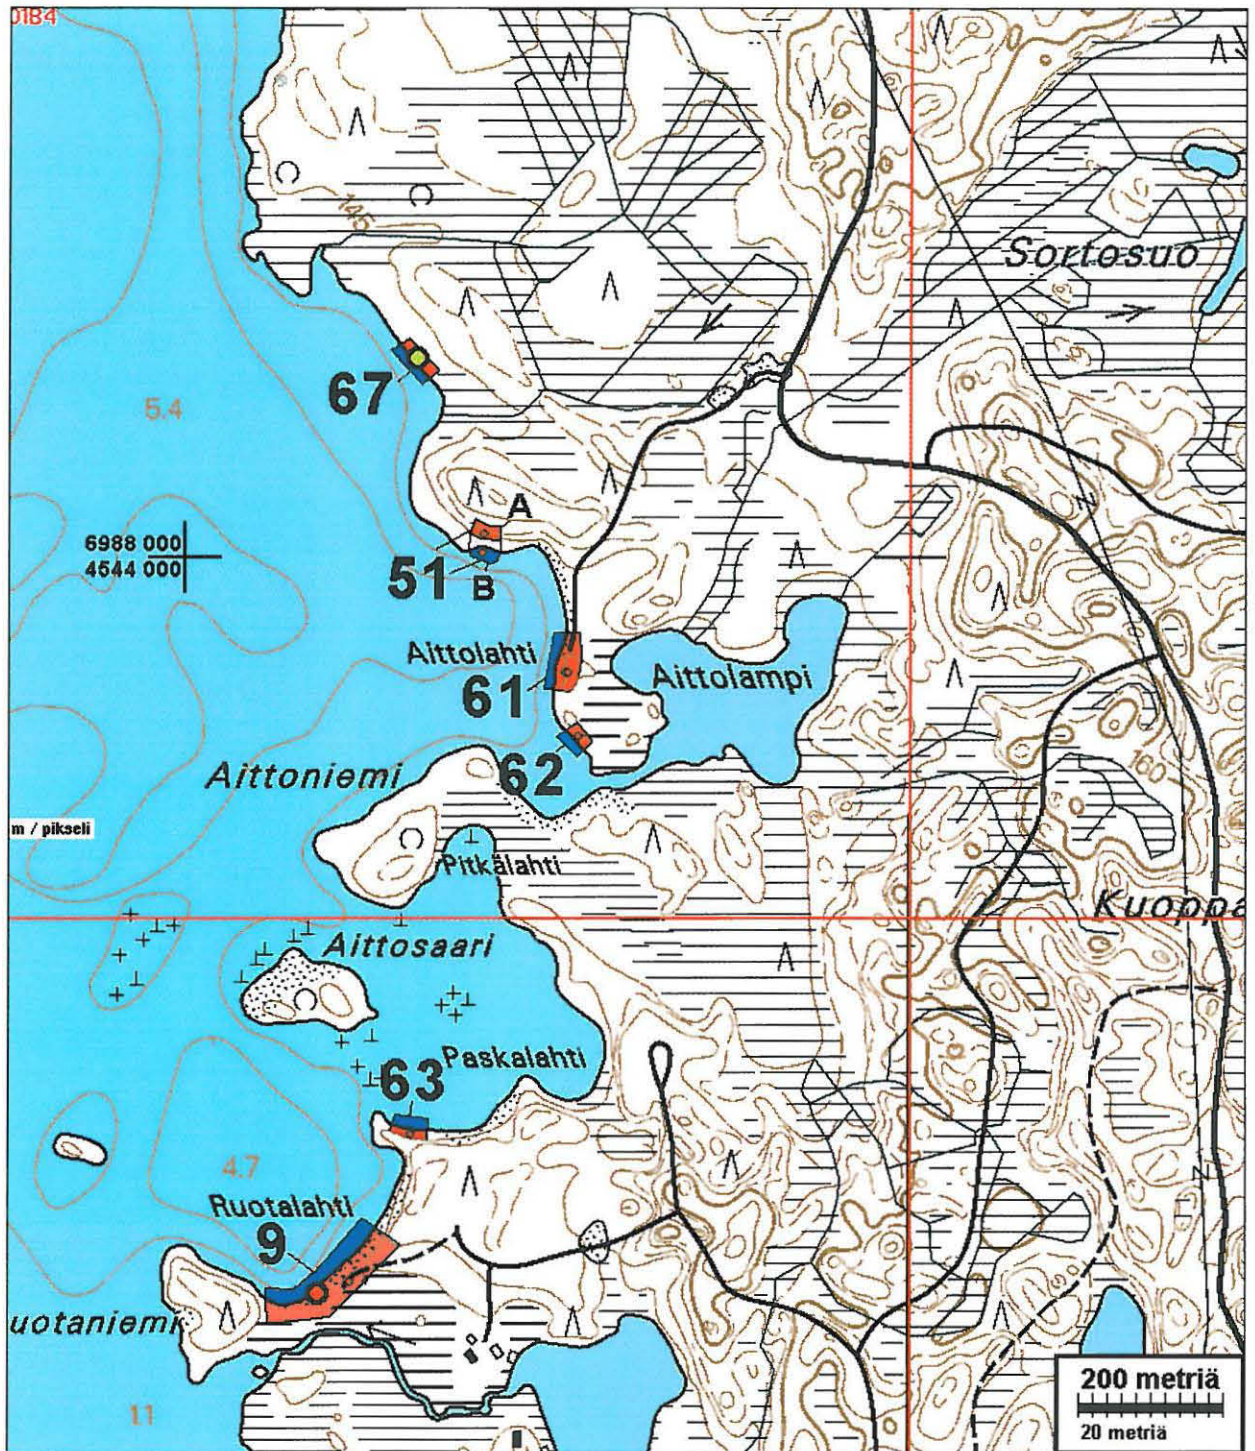 0184
145
Sortosuo
67
5.4
A
6988 000
4544 000
51
B
Aittolahti
61
Aittolampi
62
Aittoniemi
160
m / pikseli
Pitkälahti
Kuoppa
Aittosaari
63
Paskalahti
4.7
Ruotalahti
9
uotaniemi
11
200 metriä
20 metriä